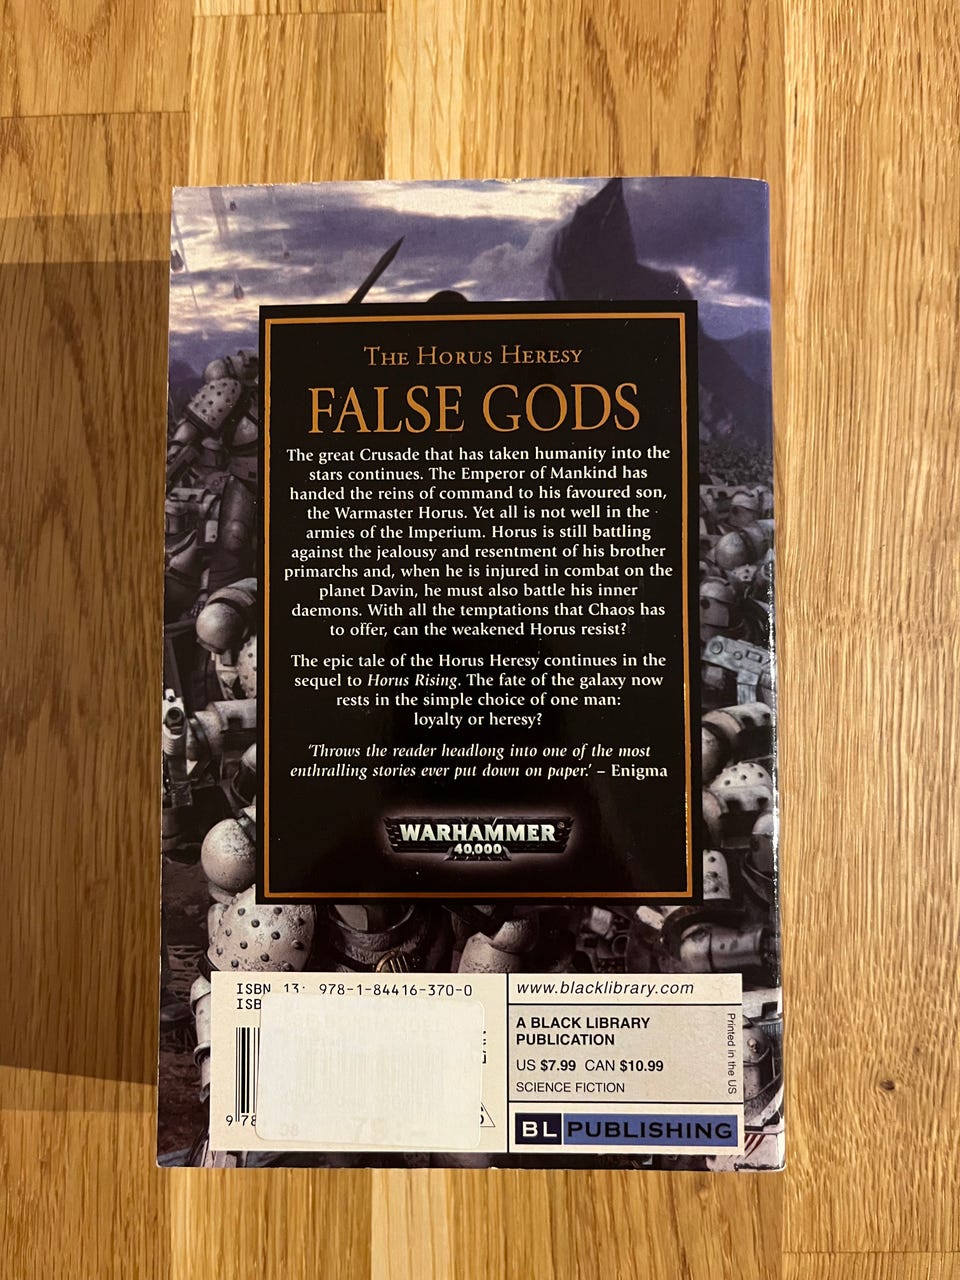 The Horus Heresy
FALSE GODS
The great Crusade that has taken humanity into the
stars continues. The Emperor of Mankind has
handed the reins of command to his favoured son,
the Warmaster Horus. Yet all is not well in the
armies of the Imperium. Horus is still battling
against the jealousy and resentment of his brother
primarchs and, when he is injured in combat on the
planet Davin, he must also battle his inner
daemons. With all the temptations that Chaos has
to offer, can the weakened Horus resist?
The epic tale of the Horus Heresy continues in the
sequel to Horus Rising. The fate of the galaxy now
rests in the simple choice of one man:
loyalty or heresy?
‘Throws the reader headlong into one of the most
enthralling stories ever put down on paper.’ – Enigma
WARHAMMER®
40,000
ISBN 13: 978-1-84416-370-0
ISB
9 78
www.blacklibrary.com
A BLACK LIBRARY
PUBLICATION
US $7.99 CAN $10.99
SCIENCE FICTION
Printed in the US
BL PUBLISHING